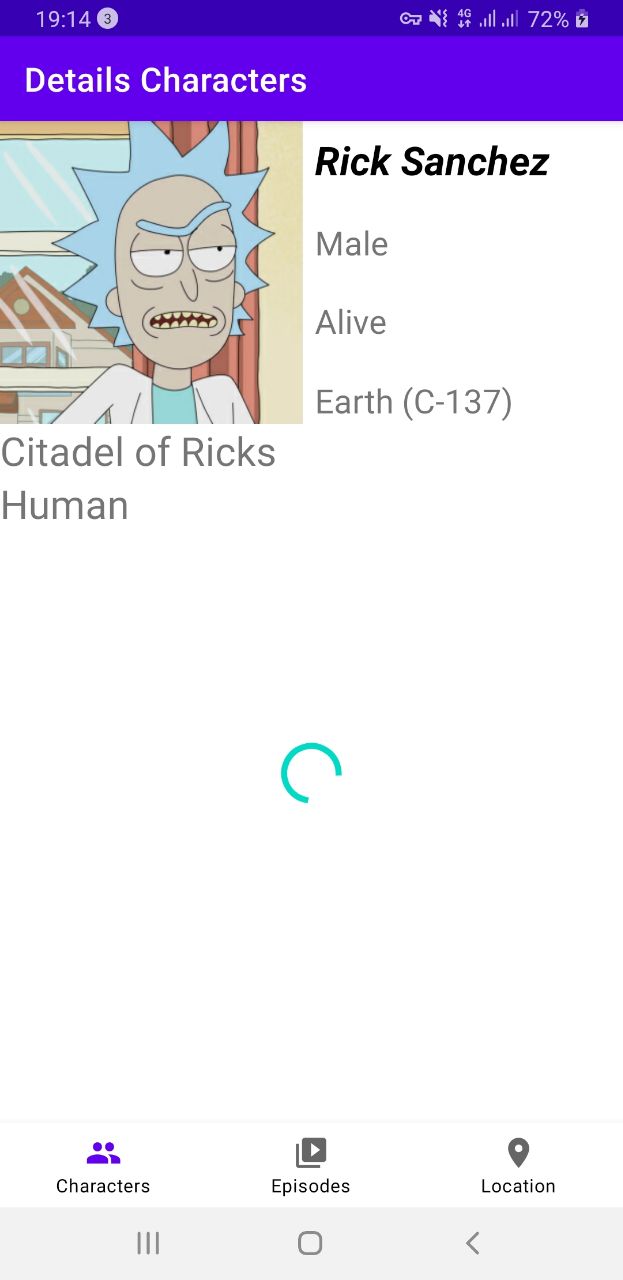 19:14 3 4G 72%
Details Characters
Rick Sanchez
Male
Alive
Earth (C-137)
Citadel of Ricks
Human
Characters Episodes Location